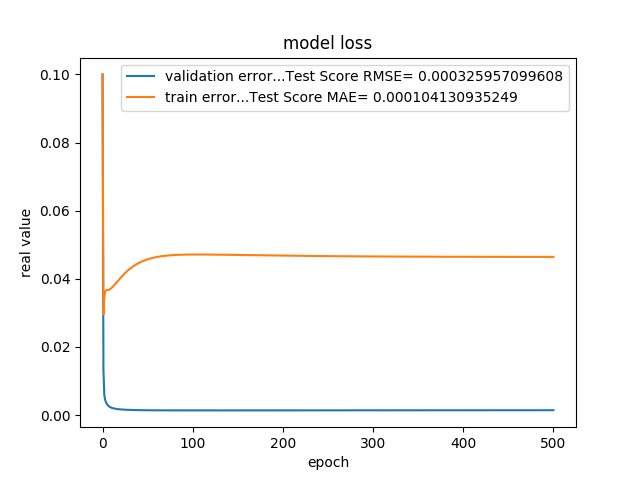 model loss
validation error...Test Score RMSE= 0.000325957099608
train error...Test Score MAE= 0.000104130935249
0.10
0.08
0.06
0.04
0.02
0.00
real value
0 100 200 300 400 500
epoch